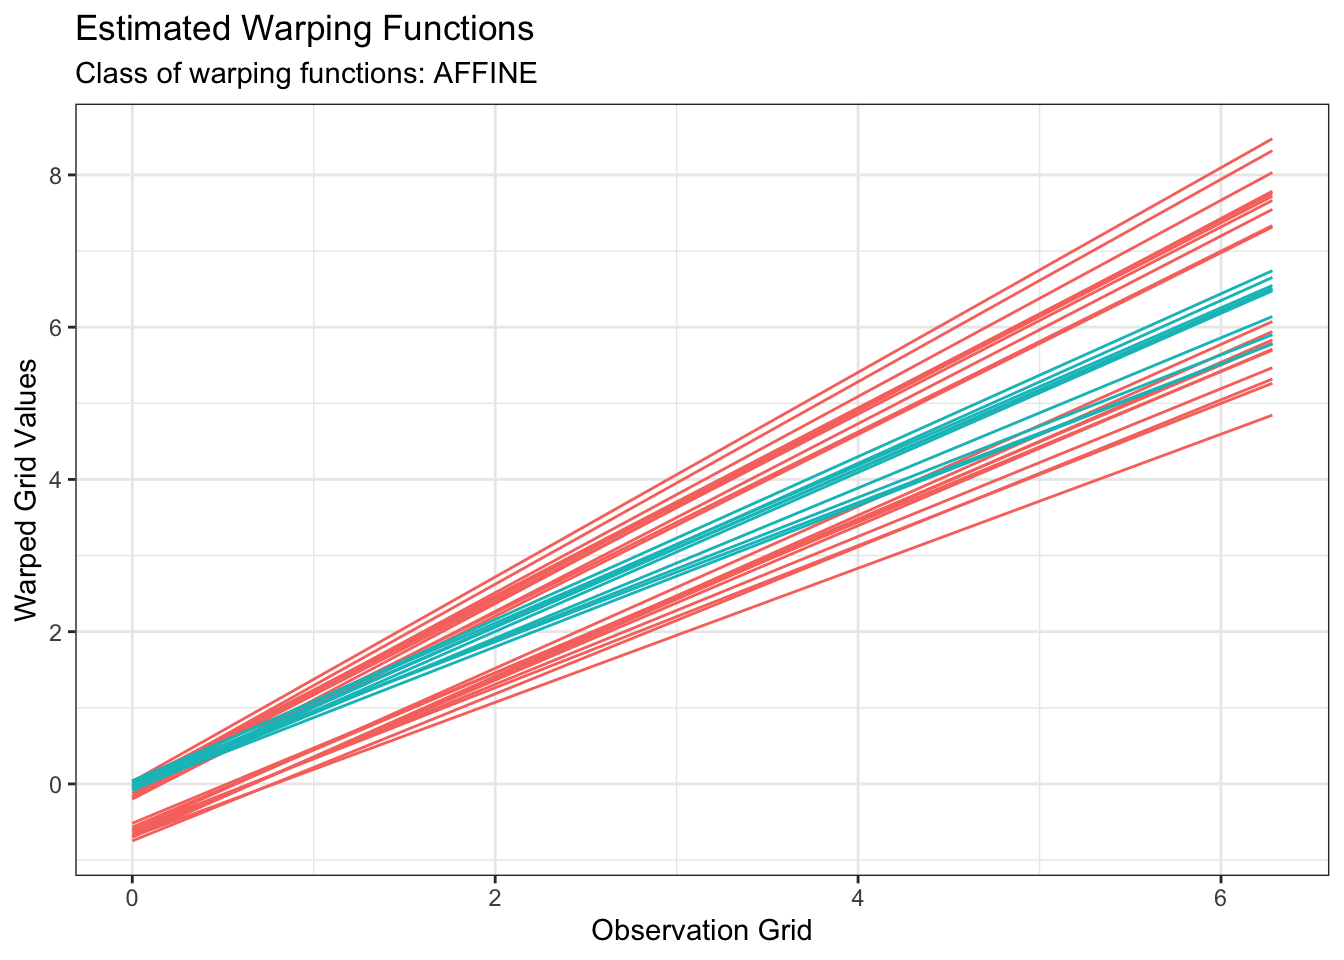 Estimated Warping Functions
Class of warping functions: AFFINE
8
6
4
2
0
Warped Grid Values
0 2 4 6
Observation Grid